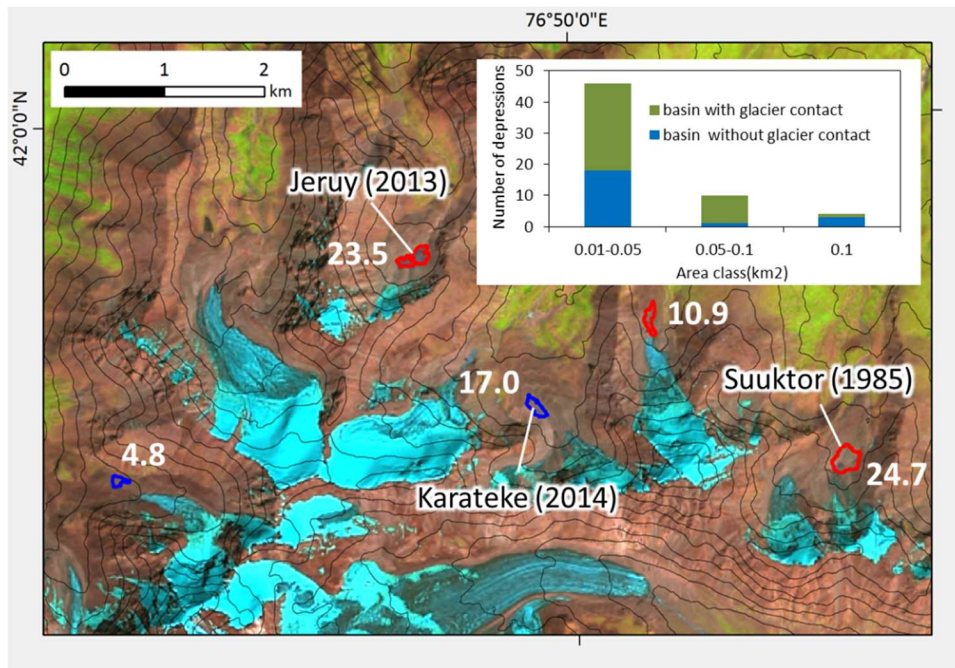 76°50'0"E
42°0'0"N
0 1 2
km
Number of depressions
50
40
30
20
10
0
basin with glacier contact
basin without glacier contact
0.01-0.05 0.05-0.1 0.1
Area class(km2)
Jeruy (2013)
23.5
10.9
17.0
Suuktor (1985)
4.8
24.7
Karateke (2014)